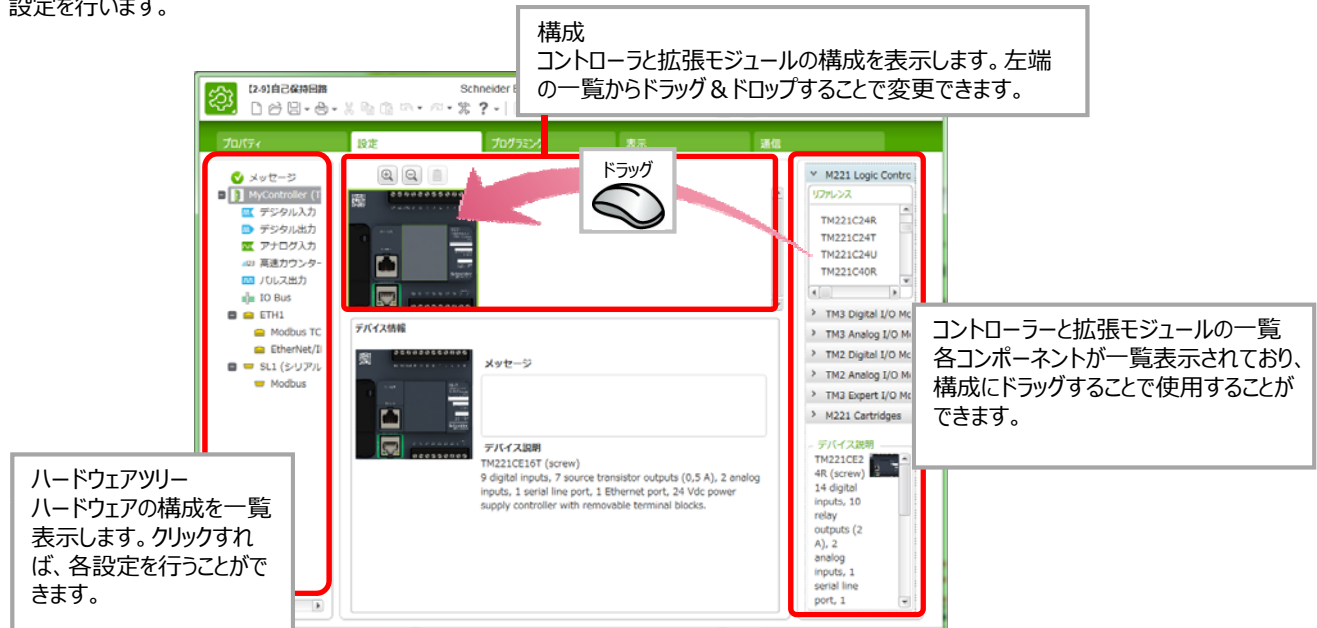 設定を行います。
構成
コントローラと拡張モジュールの構成を表示します。左端
の一覧からドラッグ＆ドロップすることで変更できます。
[2-9]自己保持回路
Schneider
プロパティ
設定
プログラミング
表示
通信
ドラッグ
メッセージ
MyController (T
デジタル入力
デジタル出力
アナログ入力
高速カウンター
パルス出力
IO Bus
ETH1
Modbus TC
EtherNet/I
SL1 (シリアル
Modbus
M221 Logic Contro
リファレンス
TM221C24R
TM221C24T
TM221C24U
TM221C40R
TM3 Digital I/O Mo
TM3 Analog I/O M
TM2 Digital I/O Mc
TM2 Analog I/O M
TM3 Expert I/O Mc
M221 Cartridges
コントローラーと拡張モジュールの一覧
各コンポーネントが一覧表示されており、
構成にドラッグすることで使用することが
できます。
デバイス情報
メッセージ
デバイス説明
TM221CE16T (screw)
9 digital inputs, 7 source transistor outputs (0,5 A), 2 analog
inputs, 1 serial line port, 1 Ethernet port, 24 Vdc power
supply controller with removable terminal blocks.
デバイス説明
TM221CE2
4R (screw)
14 digital
inputs, 10
relay
outputs (2
A), 2
analog
inputs, 1
serial line
port, 1
ハードウェアツリー
ハードウェアの構成を一覧
表示します。クリックすれ
ば、各設定を行うことがで
きます。